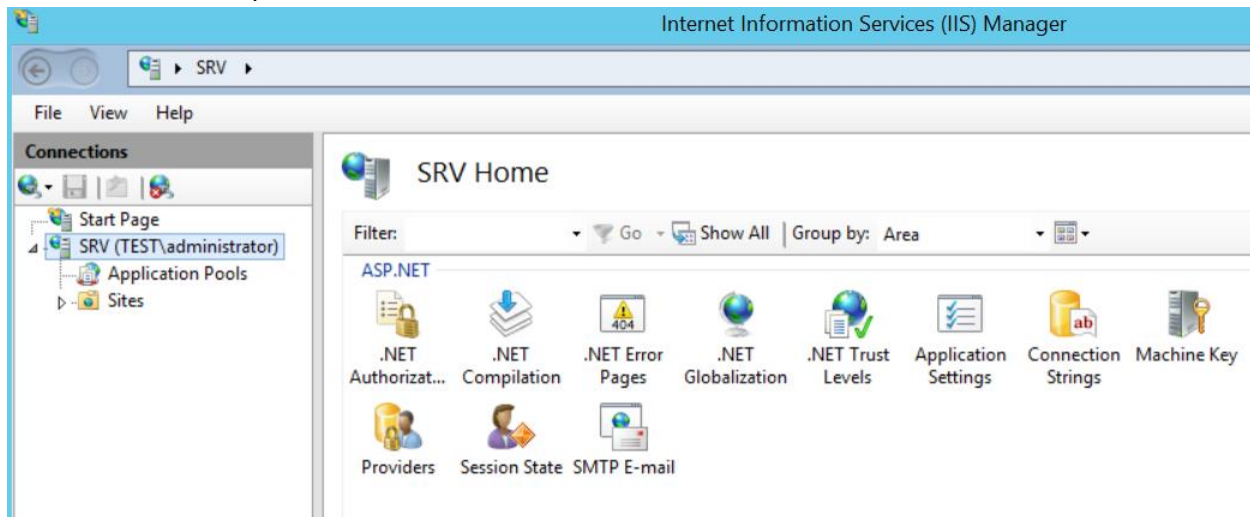 Internet Information Services (IIS) Manager
SRV
File View Help
Connections
Start Page
SRV (TEST\administrator)
Application Pools
Sites
SRV Home
Filter: Go Show All Group by: Area
ASP.NET
.NET Authorizat...
.NET Compilation
.NET Error Pages
404
.NET Globalization
.NET Trust Levels
Application Settings
Connection Strings
ab
Machine Key
Providers
Session State
SMTP E-mail